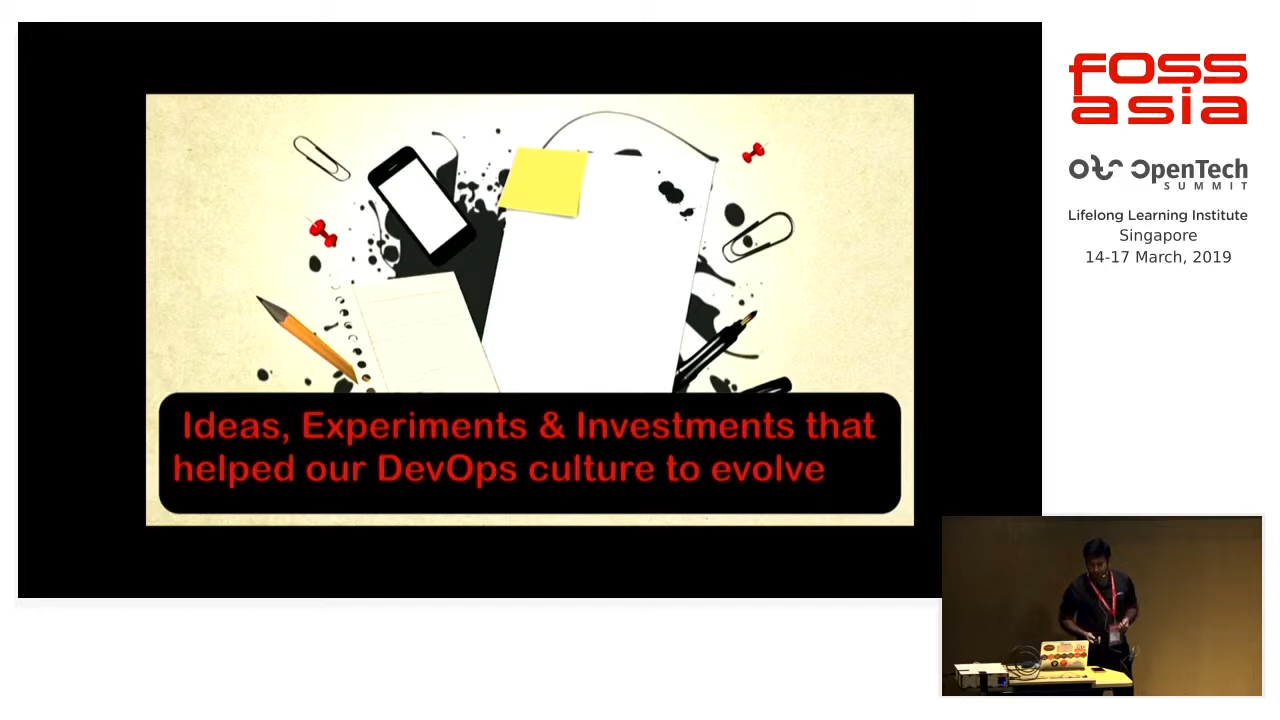 Ideas, Experiments & Investments that
helped our DevOps culture to evolve
fOSS
asia
OpenTech
SUMMIT
Lifelong Learning Institute
Singapore
14-17 March, 2019